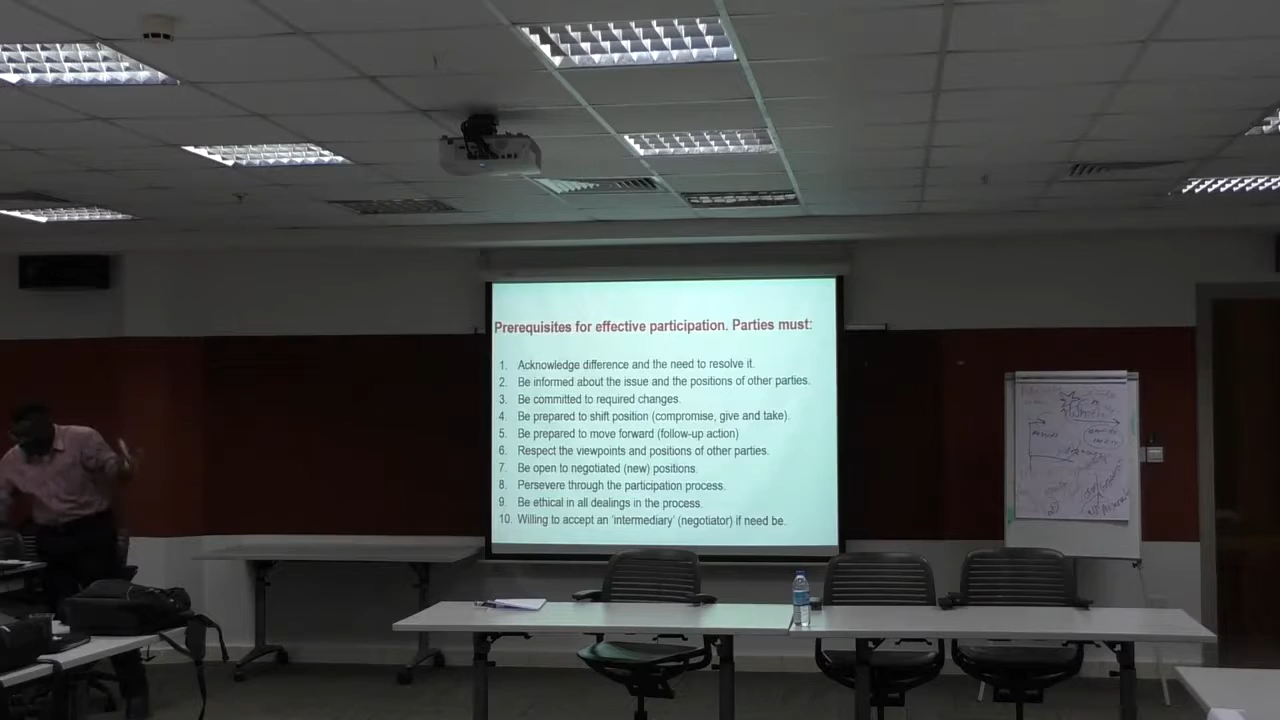 Prerequisites for effective participation. Parties must:
1. Acknowledge difference and the need to resolve it.
2. Be informed about the issue and the positions of other parties.
3. Be committed to required changes.
4. Be prepared to shift position (compromise, give and take).
5. Be prepared to move forward (follow-up action)
6. Respect the viewpoints and positions of other parties.
7. Be open to negotiated (new) positions.
8. Persevere through the participation process.
9. Be ethical in all dealings in the process.
10. Willing to accept an 'intermediary' (negotiator) if need be.